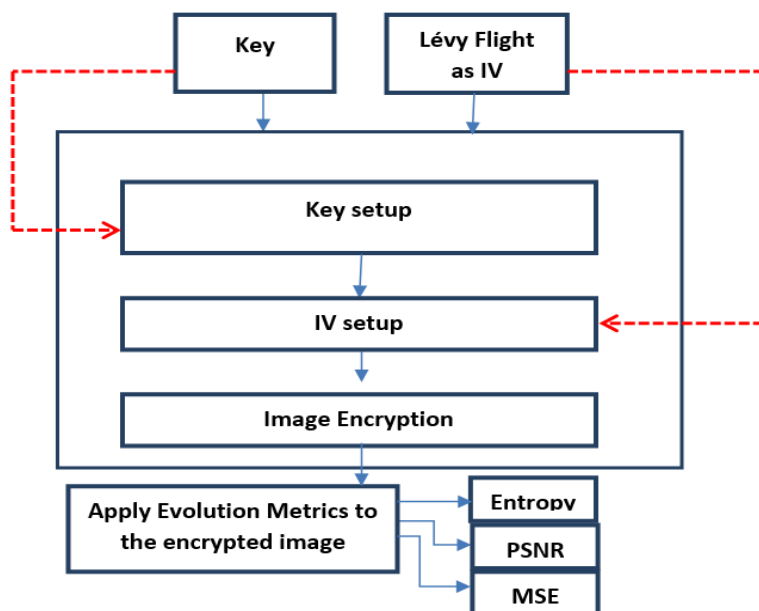 Key
Lévy Flight
as IV
Key setup
IV setup
Image Encryption
Apply Evolution Metrics to
the encrypted image
Entropy
PSNR
MSE